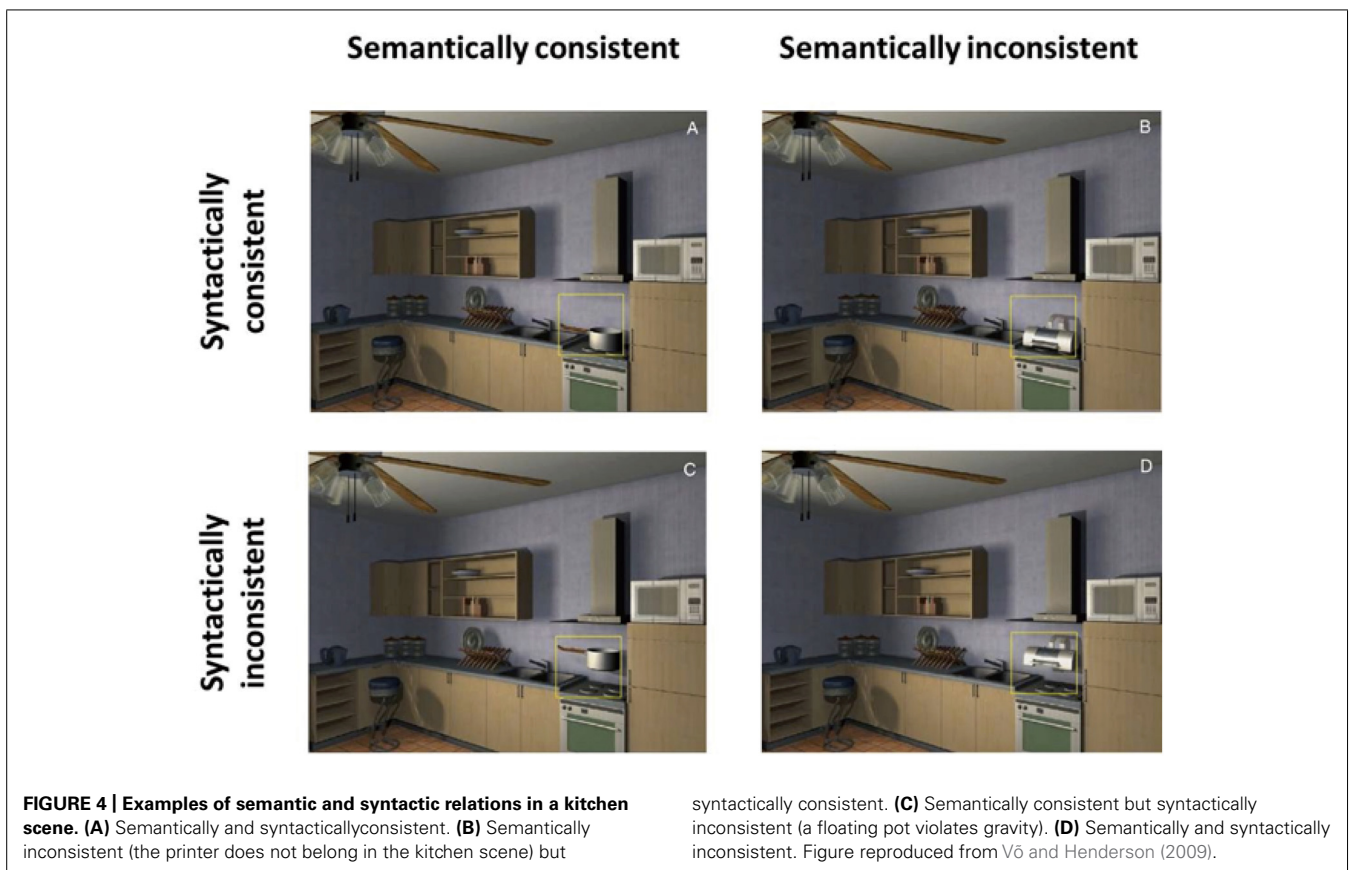 Semantically consistent
Semantically inconsistent
Syntactically
consistent
A
B
Syntactically
inconsistent
C
D
FIGURE 4 | Examples of semantic and syntactic relations in a kitchen
scene. (A) Semantically and syntacticallyconsistent. (B) Semantically
inconsistent (the printer does not belong in the kitchen scene) but
syntactically consistent. (C) Semantically consistent but syntactically
inconsistent (a floating pot violates gravity). (D) Semantically and syntactically
inconsistent. Figure reproduced from Võ and Henderson (2009).